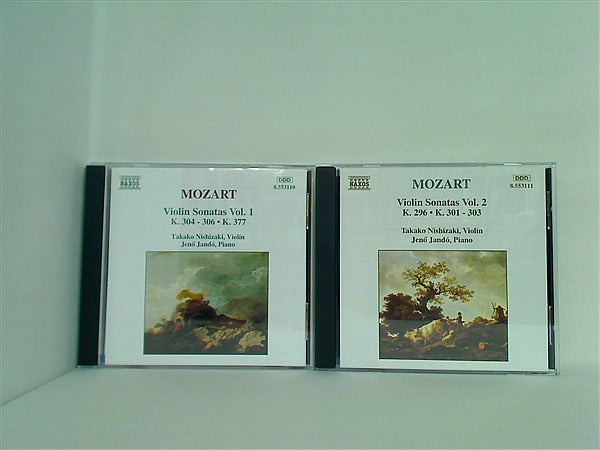 NAXOS
DDD
8.553110
MOZART
Violin Sonatas Vol. 1
K. 304 - 306 • K. 377
Takako Nishizaki, Violin
Jenő Jandó, Piano
NAXOS
DDD
8.553111
MOZART
Violin Sonatas Vol. 2
K. 296 • K. 301 - 303
Takako Nishizaki, Violin
Jenő Jandó, Piano